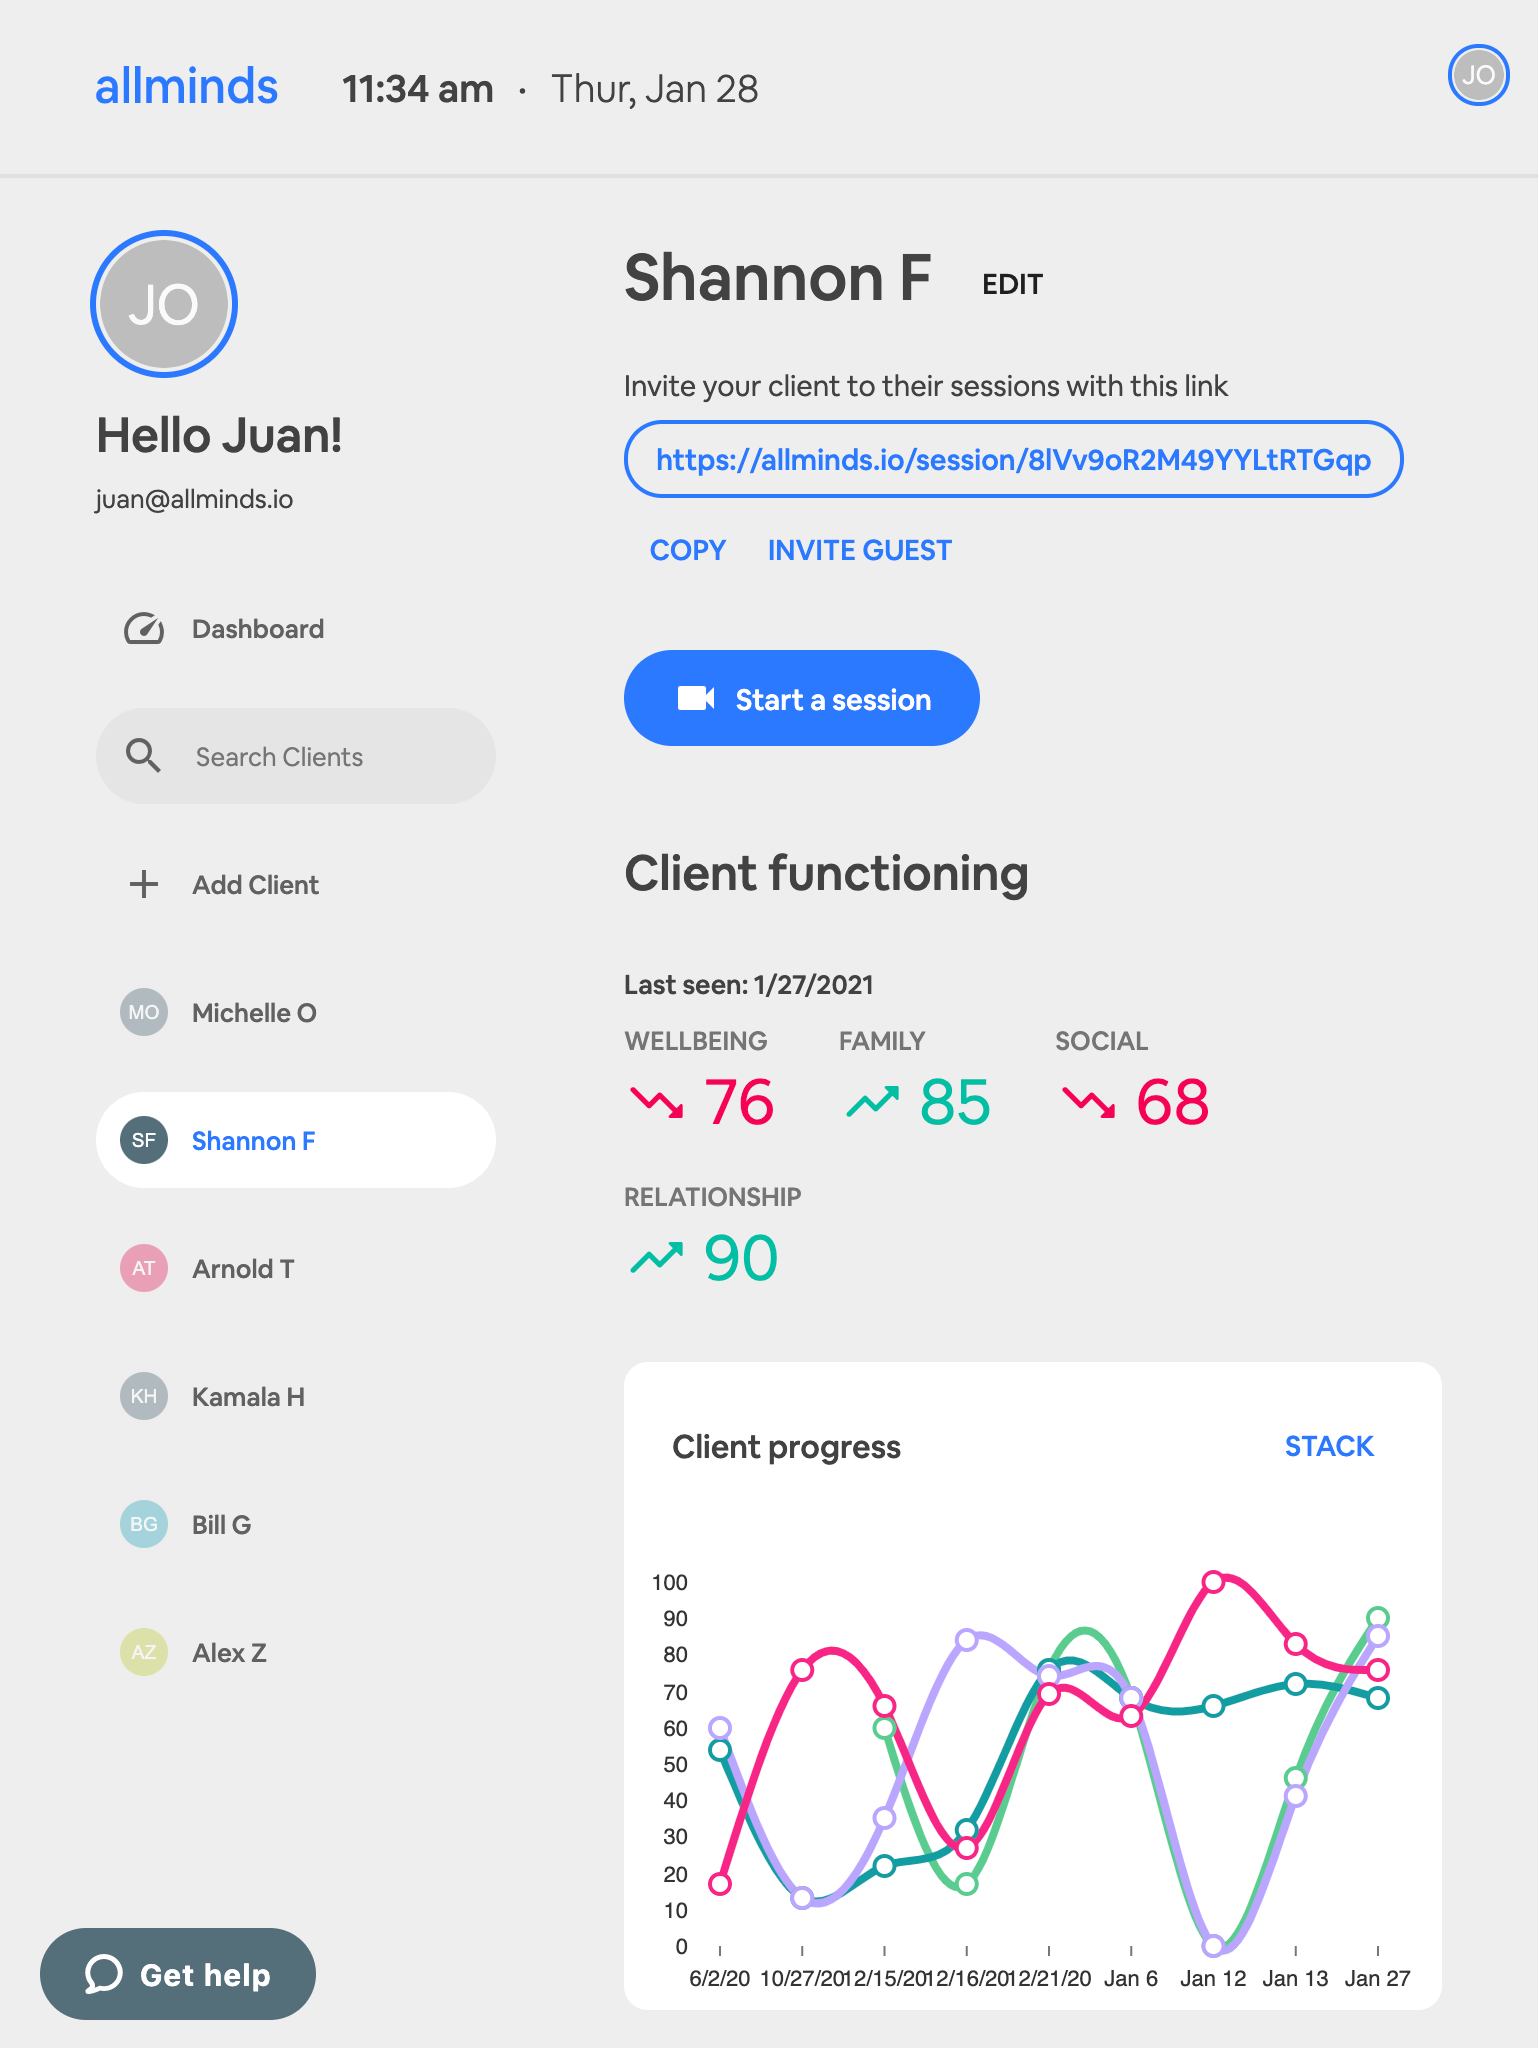 allminds
11:34 am · Thur, Jan 28
JO
JO
Hello Juan!
juan@allminds.io
Dashboard
Search Clients
Add Client
MO Michelle O
SF Shannon F
AT Arnold T
KH Kamala H
BG Bill G
AZ Alex Z
Get help
Shannon F EDIT
Invite your client to their sessions with this link
https://allminds.io/session/8lVv9oR2M49YYLtRTGqp
COPY INVITE GUEST
Start a session
Client functioning
Last seen: 1/27/2021
WELLBEING FAMILY SOCIAL
76 85 68
RELATIONSHIP
90
Client progress STACK
100
90
80
70
60
50
40
30
20
10
0
6/2/20 10/27/20 12/15/20 12/16/20 12/21/20 Jan 6 Jan 12 Jan 13 Jan 27